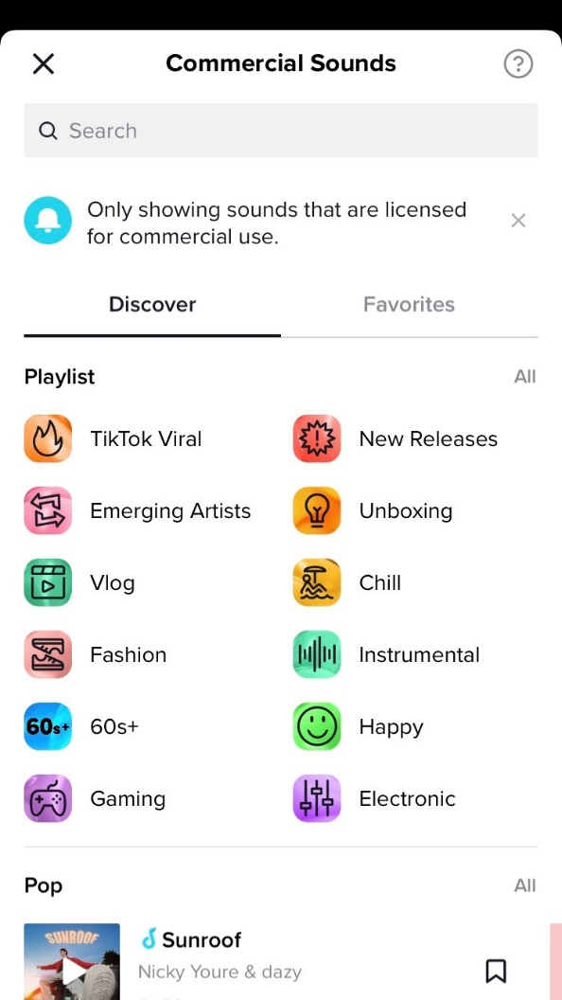 Commercial Sounds
?
Search
Only showing sounds that are licensed
for commercial use.
Discover
Favorites
Playlist
All
TikTok Viral
New Releases
Emerging Artists
Unboxing
Vlog
Chill
Fashion
Instrumental
60s+
60s+
Happy
Gaming
Electronic
Pop
All
SUNROOF
Sunroof
Nicky Youre & dazy